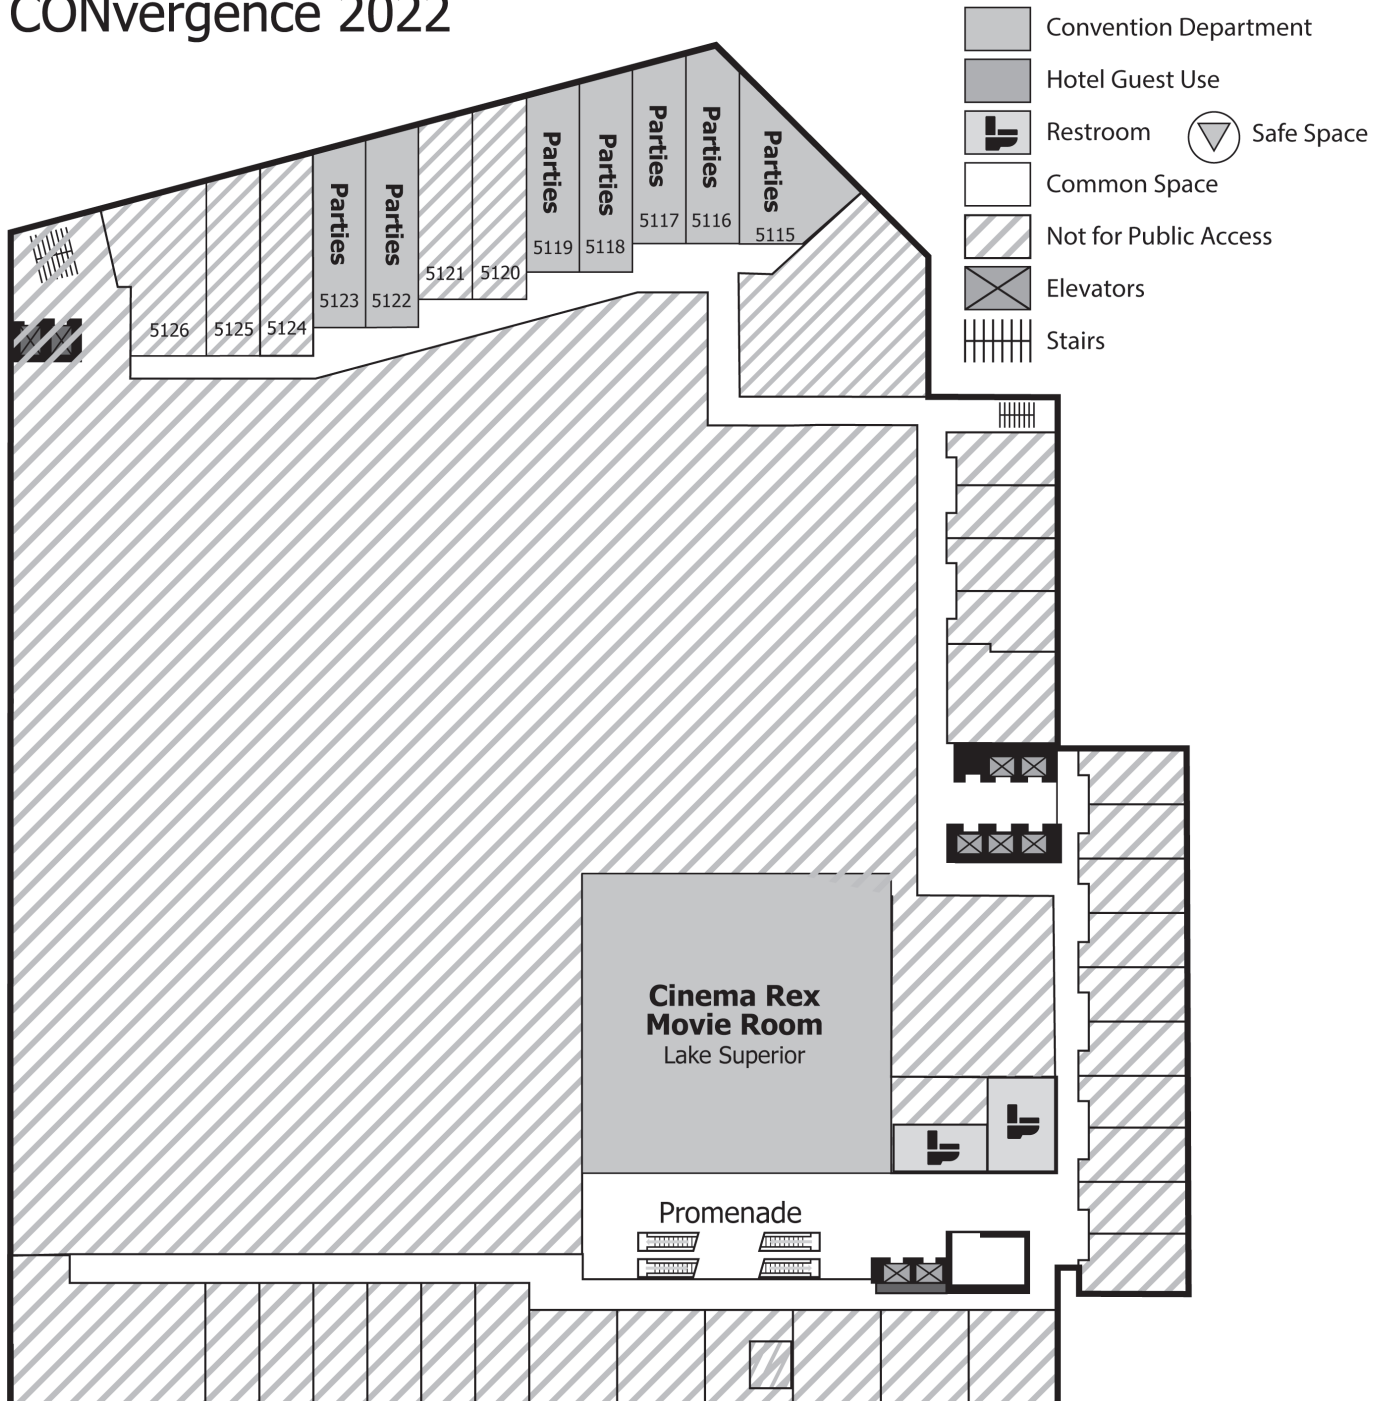 CONvergence 2022
Convention Department
Hotel Guest Use
Restroom
Safe Space
Common Space
Not for Public Access
Elevators
Stairs
Parties
5123
Parties
5122
Parties
5119
Parties
5118
Parties
5117
Parties
5116
Parties
5115
5121
5120
5126
5125
5124
Cinema Rex
Movie Room
Lake Superior
Promenade